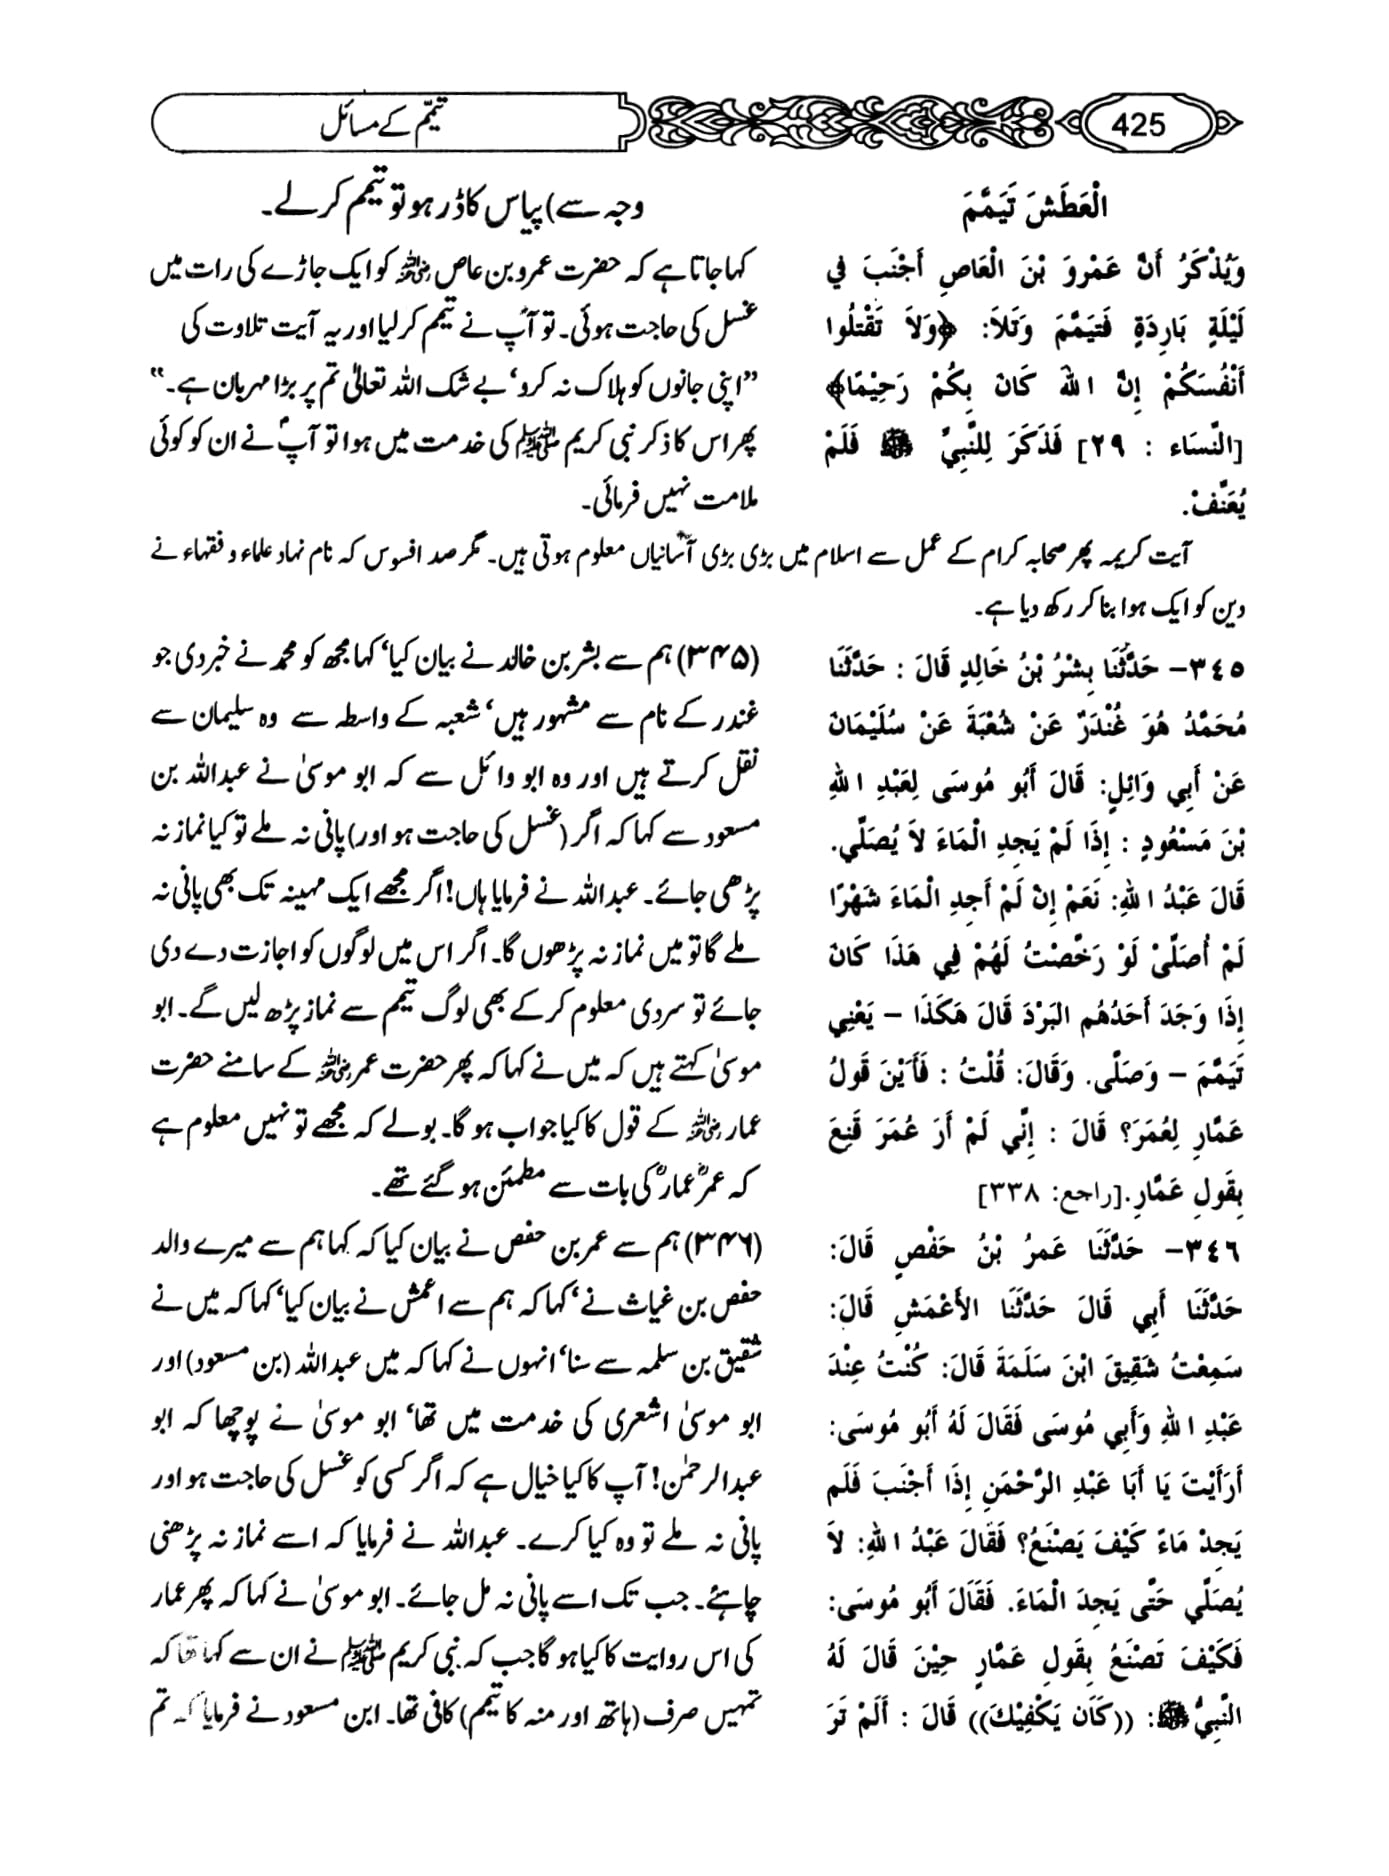 تیمّم کے مسائل
425
الْعَطَشَ تَيَمَّمَ
وَيُذْكَرُ أَنَّ عَمْرَو بْنَ الْعَاصِ أَجْنَبَ فِي
لَيْلَةٍ بَارِدَةٍ فَتَيَمَّمَ وَتَلاَ: ﴿وَلاَ تَقْتُلُوا
أَنْفُسَكُمْ إِنَّ اللهَ كَانَ بِكُمْ رَحِيْمًا﴾
[النِّسَاء : ٢٩] فَذَكَرَ لِلنَّبِيِّ ﷺ فَلَمْ
يُعَنِّفْ.
وجہ سے) پیاس کا ڈر ہو تو تیمم کر لے۔
کہا جاتا ہے کہ حضرت عمرو بن عاص رضی اللہ عنہ کو ایک جاڑے کی رات میں
غسل کی حاجت ہوئی۔ تو آپ نے تیمم کر لیا اور یہ آیت تلاوت کی
”اپنی جانوں کو ہلاک نہ کرو‘ بے شک اللہ تعالیٰ تم پر بڑا مہربان ہے۔“
پھر اس کا ذکر نبی کریم ﷺ کی خدمت میں ہوا تو آپؐ نے ان کو کوئی
ملامت نہیں فرمائی۔
آیت کریمہ پھر صحابہ کرام کے عمل سے اسلام میں بڑی بڑی آسانیاں معلوم ہوتی ہیں۔ مگر صد افسوس کہ نام نہاد علماء و فقہاء نے
دین کو ایک ہوا بنا کر رکھ دیا ہے۔
٣٤٥- حَدَّثَنَا بِشْرُ بْنُ خَالِدٍ قَالَ : حَدَّثَنَا
مُحَمَّدُ هُوَ غُنْدَرٌ عَنْ شُعْبَةَ عَنْ سُلَيْمَانَ
عَنْ أَبِي وَائِلٍ: قَالَ أَبُو مُوسَى لِعَبْدِ اللهِ
بْنَ مَسْعُودٍ : إِذَا لَمْ يَجِدِ الْمَاءَ لاَ يُصَلِّي.
قَالَ عَبْدُ اللهِ: نَعَمْ إِنْ لَمْ أَجِدِ الْمَاءَ شَهْرًا
لَمْ أُصَلِّيْ لَوْ رَخَّصْتُ لَهُمْ فِي هَذَا كَانَ
إِذَا وَجَدَ أَحَدُهُم البَرْدَ قَالَ هَكَذَا – يَعْنِي
تَيَمَّمَ – وَصَلَّى. وَقَالَ: قُلْتُ : فَأَيْنَ قَولُ
عَمَّارٍ لِعُمَرَ؟ قَالَ : إِنِّي لَمْ أَرَ عُمَرَ قَنِعَ
بِقَولِ عَمَّارٍ.[راجع: ٣٣٨]
(۳۴۵) ہم سے بشر بن خالد نے بیان کیا‘ کہا مجھ کو محمد نے خبر دی جو
غندر کے نام سے مشہور ہیں‘ شعبہ کے واسطہ سے وہ سلیمان سے
نقل کرتے ہیں اور وہ ابو وائل سے کہ ابو موسیٰ نے عبداللہ بن
مسعود سے کہا کہ اگر (غسل کی حاجت ہو اور) پانی نہ ملے تو کیا نماز نہ
پڑھی جائے۔ عبداللہ نے فرمایا ہاں! اگر مجھے ایک مہینہ تک بھی پانی نہ
ملے گا تو میں نماز نہ پڑھوں گا۔ اگر اس میں لوگوں کو اجازت دے دی
جائے تو سردی معلوم کر کے بھی لوگ تیمم سے نماز پڑھ لیں گے۔ ابو
موسیٰ کہتے ہیں کہ میں نے کہا کہ پھر حضرت عمر رضی اللہ عنہ کے سامنے حضرت
عمار رضی اللہ عنہ کے قول کا کیا جواب ہو گا۔ بولے کہ مجھے تو نہیں معلوم ہے
کہ عمرؓ عمارؓ کی بات سے مطمئن ہو گئے تھے۔
٣٤٦- حَدَّثَنَا عَمرُ بْنُ حَفْصٍ قَالَ:
حَدَّثَنَا أَبِي قَالَ حَدَّثَنَا الأَعْمَشِ قَالَ:
سَمِعْتُ شَقِيقَ ابْنَ سَلَمَةَ قَالَ: كُنْتُ عِنْدَ
عَبْدِ اللهِ وَأَبِي مُوسَى فَقَالَ لَهُ أَبُو مُوسَى:
أَرَأَيْتَ يَا أَبَا عَبْدِ الرَّحْمَنِ إِذَا أَجْنَبَ فَلَم
يَجِدْ مَاءً كَيْفَ يَصْنَعُ؟ فَقَالَ عَبْدُ اللهِ: لاَ
يُصَلِّي حَتَّى يَجِدَ الْمَاءَ. فَقَالَ أَبُو مُوسَى:
فَكَيْفَ تَصْنَعُ بِقَولِ عَمَّارٍ حِيْنَ قَالَ لَهُ
النَّبِيُّ ﷺ: ((كَانَ يَكْفِيْكَ)) قَالَ : أَلَمْ تَرَ
(۳۴۶) ہم سے عمر بن حفص نے بیان کیا کہ کہا ہم سے میرے والد
حفص بن غیاث نے‘ کہا کہ ہم سے اعمش نے بیان کیا‘ کہا کہ میں نے
شقیق بن سلمہ سے سنا‘ انہوں نے کہا کہ میں عبداللہ (بن مسعود) اور
ابو موسیٰ اشعری کی خدمت میں تھا‘ ابو موسیٰ نے پوچھا کہ ابو
عبدالرحمٰن! آپ کا کیا خیال ہے کہ اگر کسی کو غسل کی حاجت ہو اور
پانی نہ ملے تو وہ کیا کرے۔ عبداللہ نے فرمایا کہ اسے نماز نہ پڑھنی
چاہئے۔ جب تک اسے پانی نہ مل جائے۔ ابو موسیٰ نے کہا کہ پھر عمار
کی اس روایت کا کیا ہو گا جب کہ نبی کریم ﷺ نے ان سے کہا تھا کہ
تمہیں صرف (ہاتھ اور منہ کا تیمم) کافی تھا۔ ابن مسعود نے فرمایا کہ تم